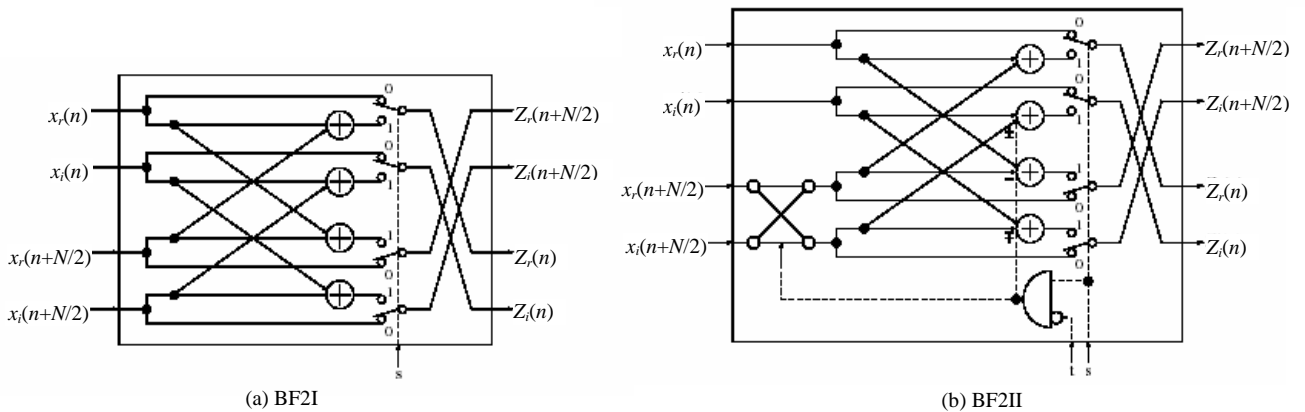 x_r(n)
x_i(n)
x_r(n+N/2)
x_i(n+N/2)
0
1
0
1
1
0
1
0
Z_r(n+N/2)
Z_i(n+N/2)
Z_r(n)
Z_i(n)
s
(a) BF2I
x_r(n)
x_i(n)
x_r(n+N/2)
x_i(n+N/2)
0
1
0
1
1
0
1
0
Z_r(n+N/2)
Z_i(n+N/2)
Z_r(n)
Z_i(n)
t s
(b) BF2II